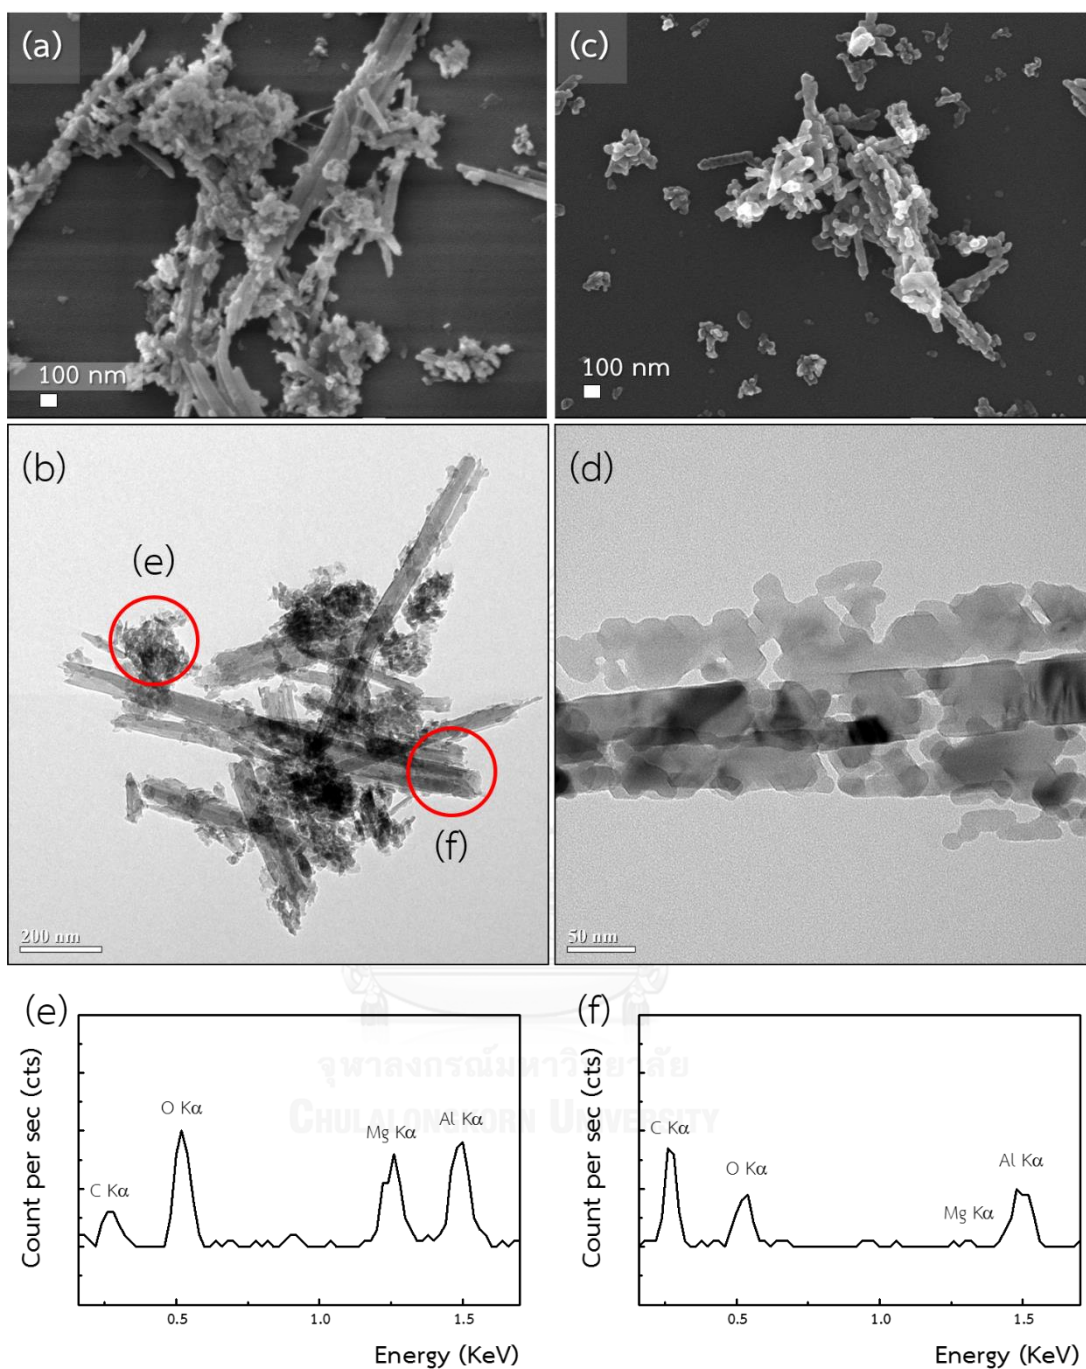 (a)
100 nm
(c)
100 nm
(b)
(e)
(f)
200 nm
(d)
50 nm
(e)
Count per sec (cts)
C Kα
O Kα
Mg Kα
Al Kα
0.5
1.0
1.5
Energy (KeV)
(f)
Count per sec (cts)
C Kα
O Kα
Mg Kα
Al Kα
0.5
1.0
1.5
Energy (KeV)
จุฬาลงกรณ์มหาวิทยาลัย
CHULALONGKORN UNIVERSITY